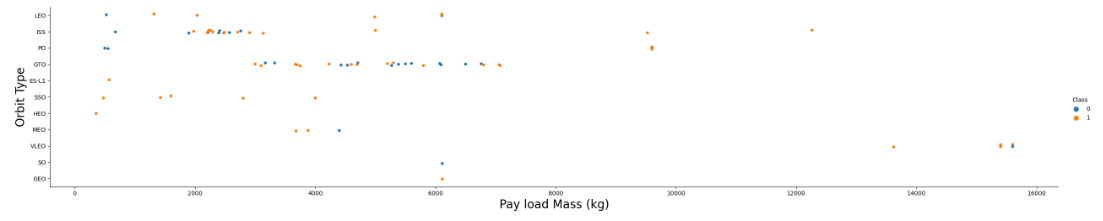 Orbit Type
LEO
ISS
PO
GTO
ES-L1
SSO
HEO
MEO
VLEO
SO
GEO
0
2000
4000
6000
8000
10000
12000
14000
16000
Pay load Mass (kg)
Class
0
1